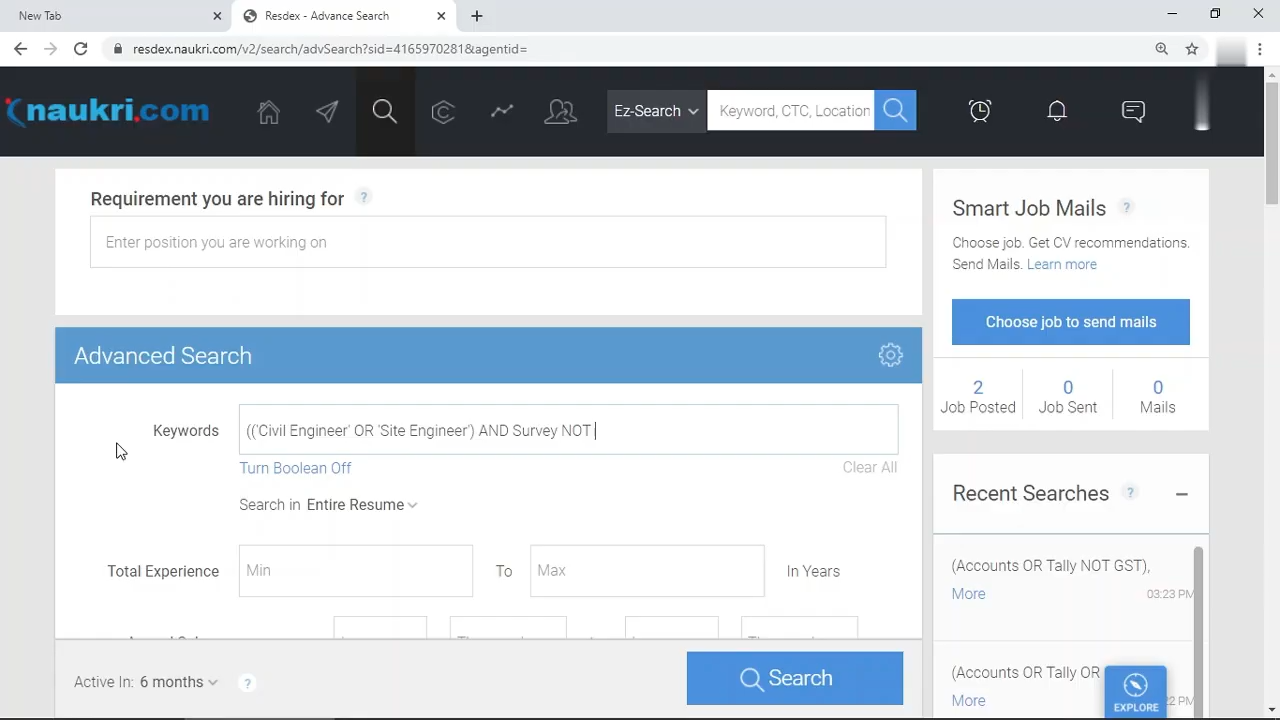 New Tab
Resdex - Advance Search
resdex.naukri.com/v2/search/advSearch?sid=4165970281&agentid=
naukri.com
Ez-Search
Keyword, CTC, Location
Requirement you are hiring for ?
Enter position you are working on
Smart Job Mails ?
Choose job. Get CV recommendations.
Send Mails. Learn more
Choose job to send mails
2
Job Posted
0
Job Sent
0
Mails
Advanced Search
Keywords
(('Civil Engineer' OR 'Site Engineer') AND Survey NOT
Turn Boolean Off
Clear All
Search in Entire Resume
Total Experience
Min
To
Max
In Years
Active In: 6 months ?
Search
Recent Searches ?
(Accounts OR Tally NOT GST),
More
03:23 PM
(Accounts OR Tally OR
More
22 PM
EXPLORE